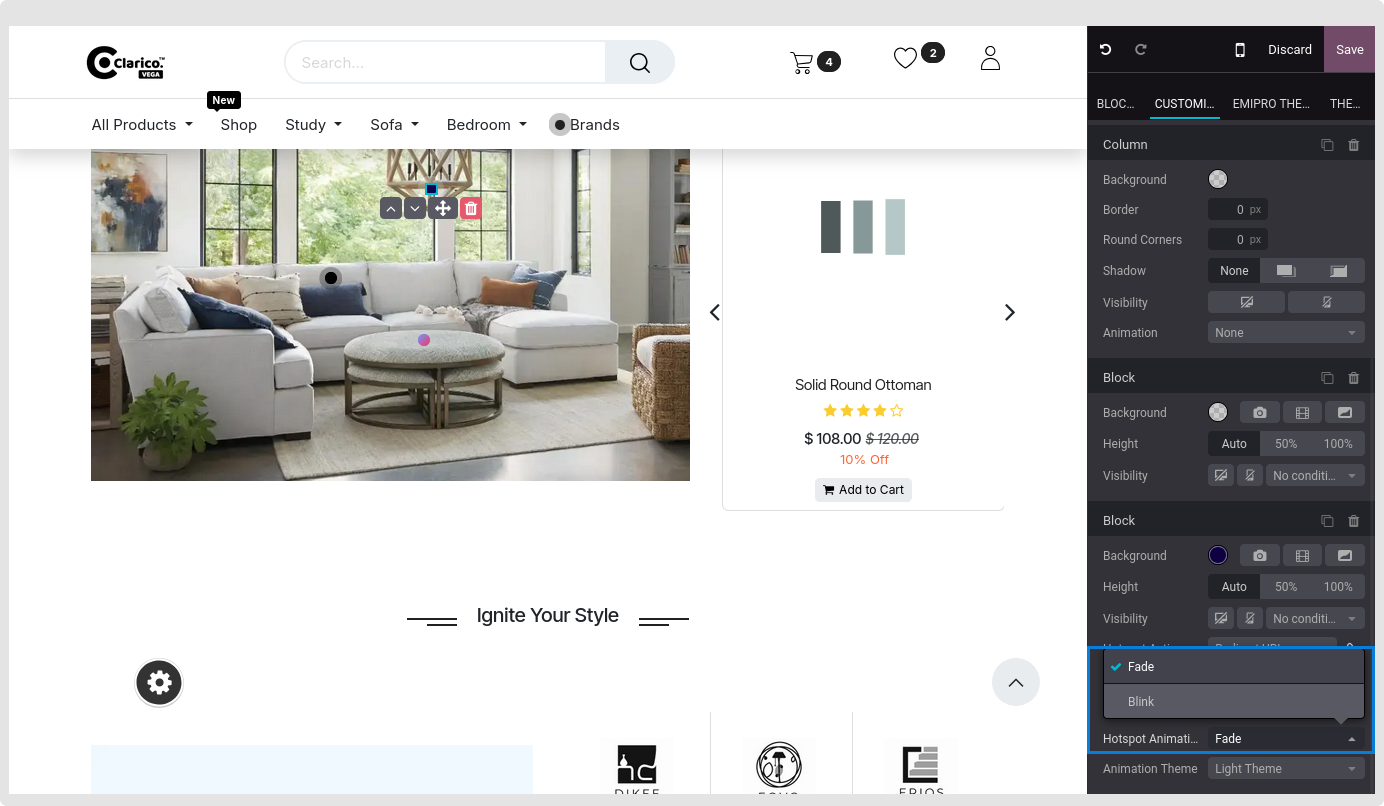 Clarico.
VEGA
Search...
4
2
New
All Products
Shop
Study
Sofa
Bedroom
Brands
Solid Round Ottoman
$ 108.00 $ 120.00
10% Off
Add to Cart
Ignite Your Style
Discard
Save
BLOC...
CUSTOMI...
EMIPRO THE...
THE...
Column
Background
Border
0 px
Round Corners
0 px
Shadow
None
Visibility
Animation
None
Block
Background
Height
Auto
50%
100%
Visibility
No conditi...
Block
Background
Height
Auto
50%
100%
Visibility
No conditi...
Fade
Blink
Hotspot Animati...
Fade
Animation Theme
Light Theme